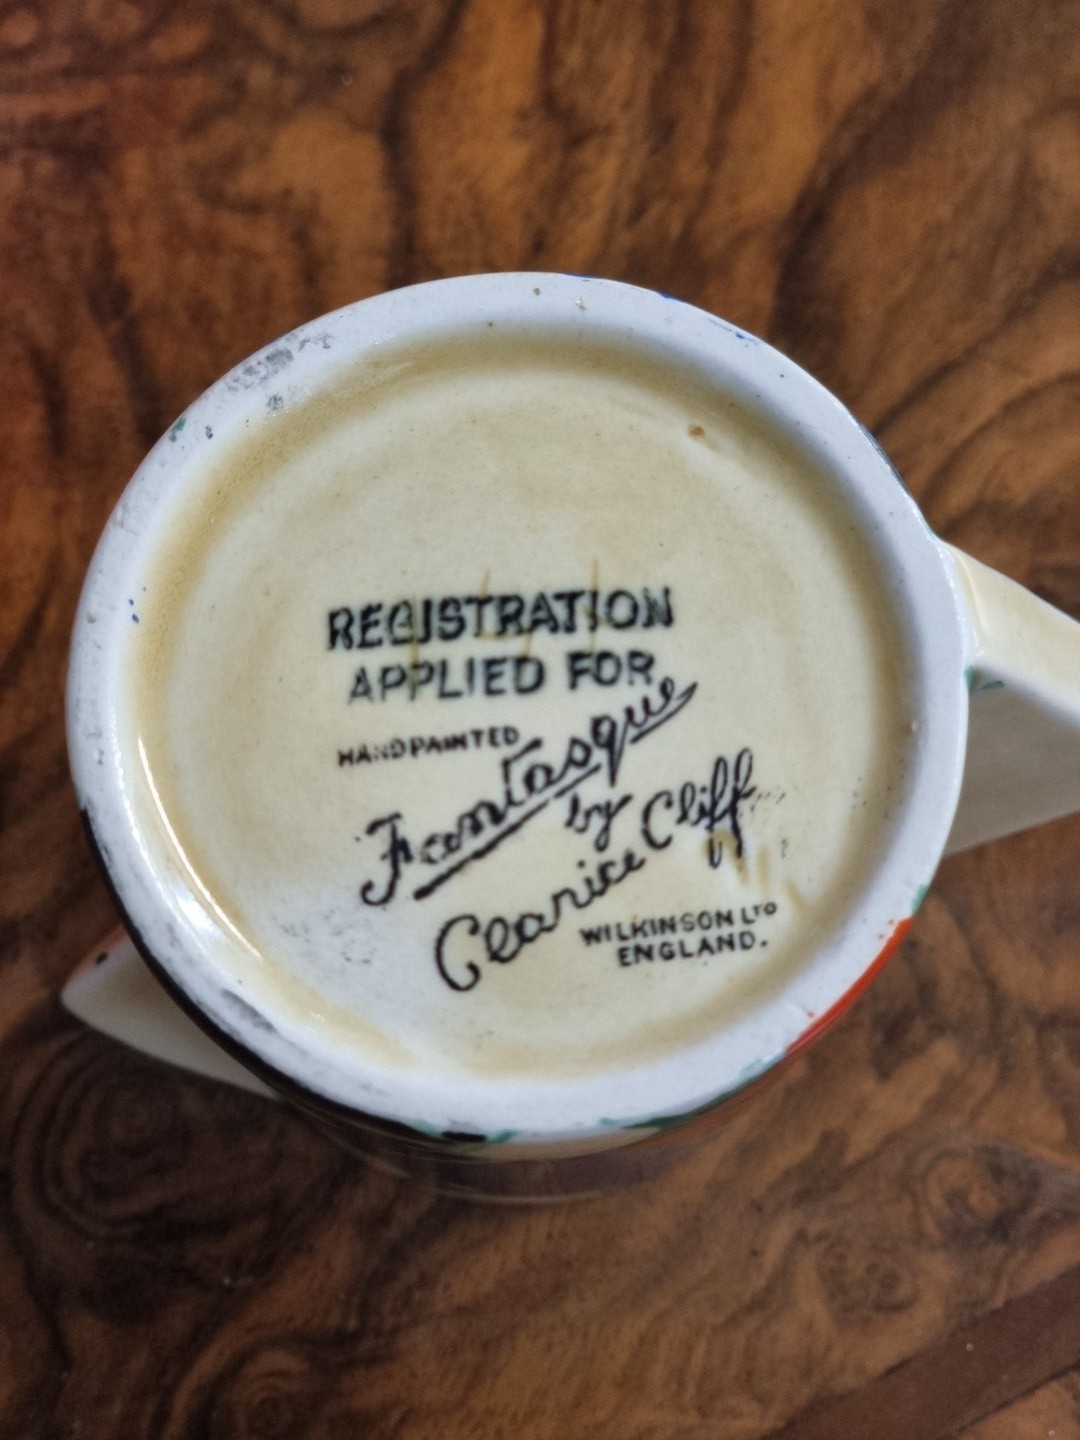 REGISTRATION
APPLIED FOR
HANDPAINTED
Fantasque
by
Clarice Cliff
WILKINSON LTD
ENGLAND.